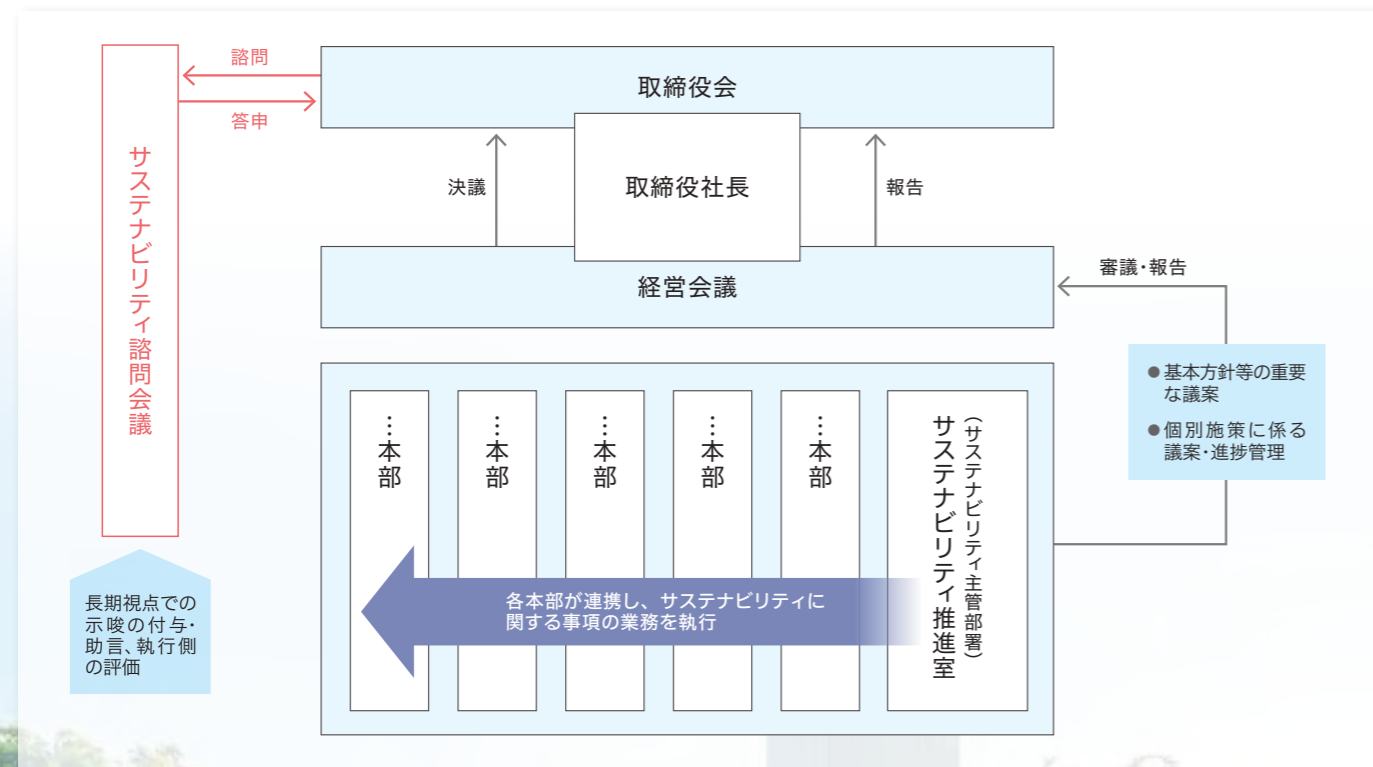 諮問
答申
サステナビリティ諮問会議
長期視点での
示唆の付与・
助言、執行側
の評価
取締役会
取締役社長
決議
報告
経営会議
審議・報告
●基本方針等の重要
な議案
●個別施策に係る
議案・進捗管理
…本部
…本部
…本部
…本部
…本部
(サステナビリティ主管部署)
サステナビリティ推進室
各本部が連携し、サステナビリティに
関する事項の業務を執行